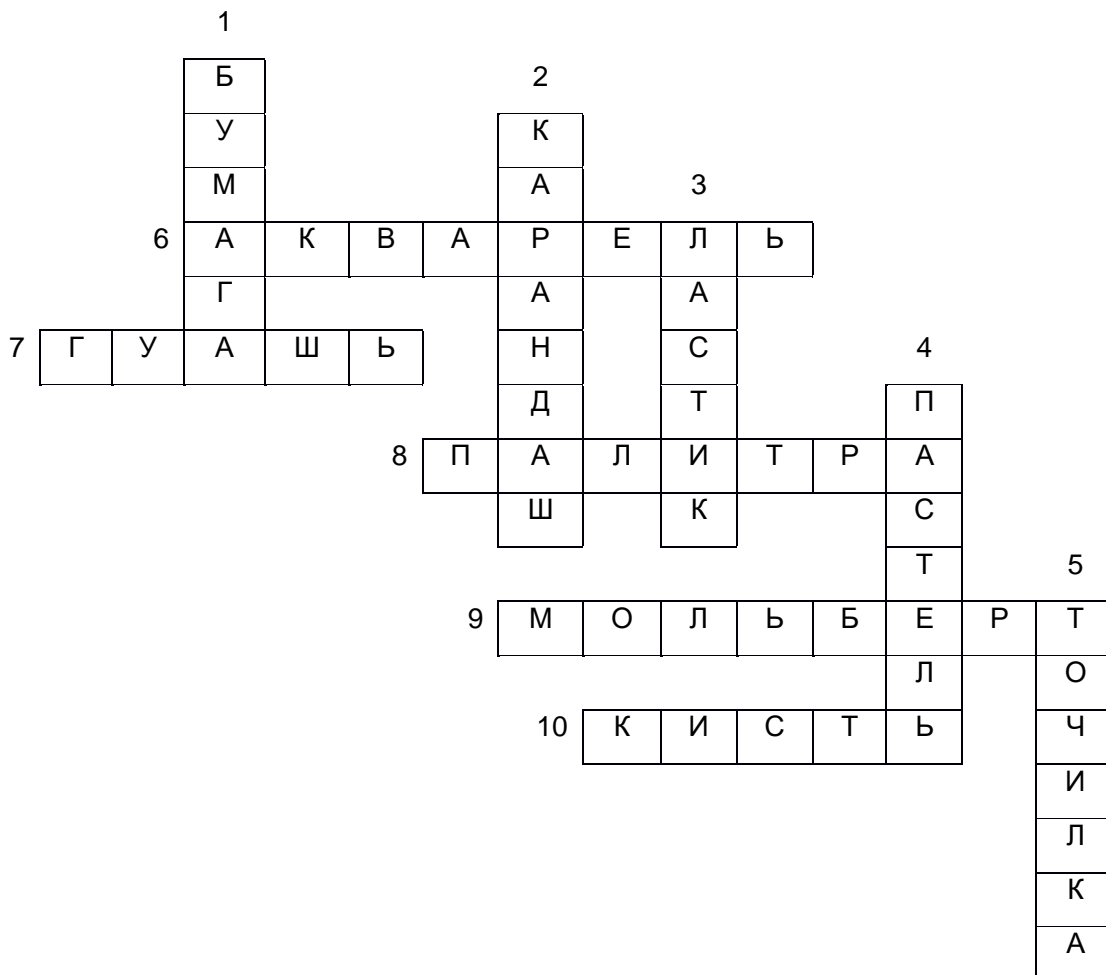 1
Б 2
У К
М А 3
6 А К В А Р Е Л Ь
Г А А
7 Г У А Ш Ь Н С 4
Д Т П
8 П А Л И Т Р А
Ш К С
Т 5
9 М О Л Ь Б Е Р Т
Л О
10 К И С Т Ь Ч
И
Л
К
А